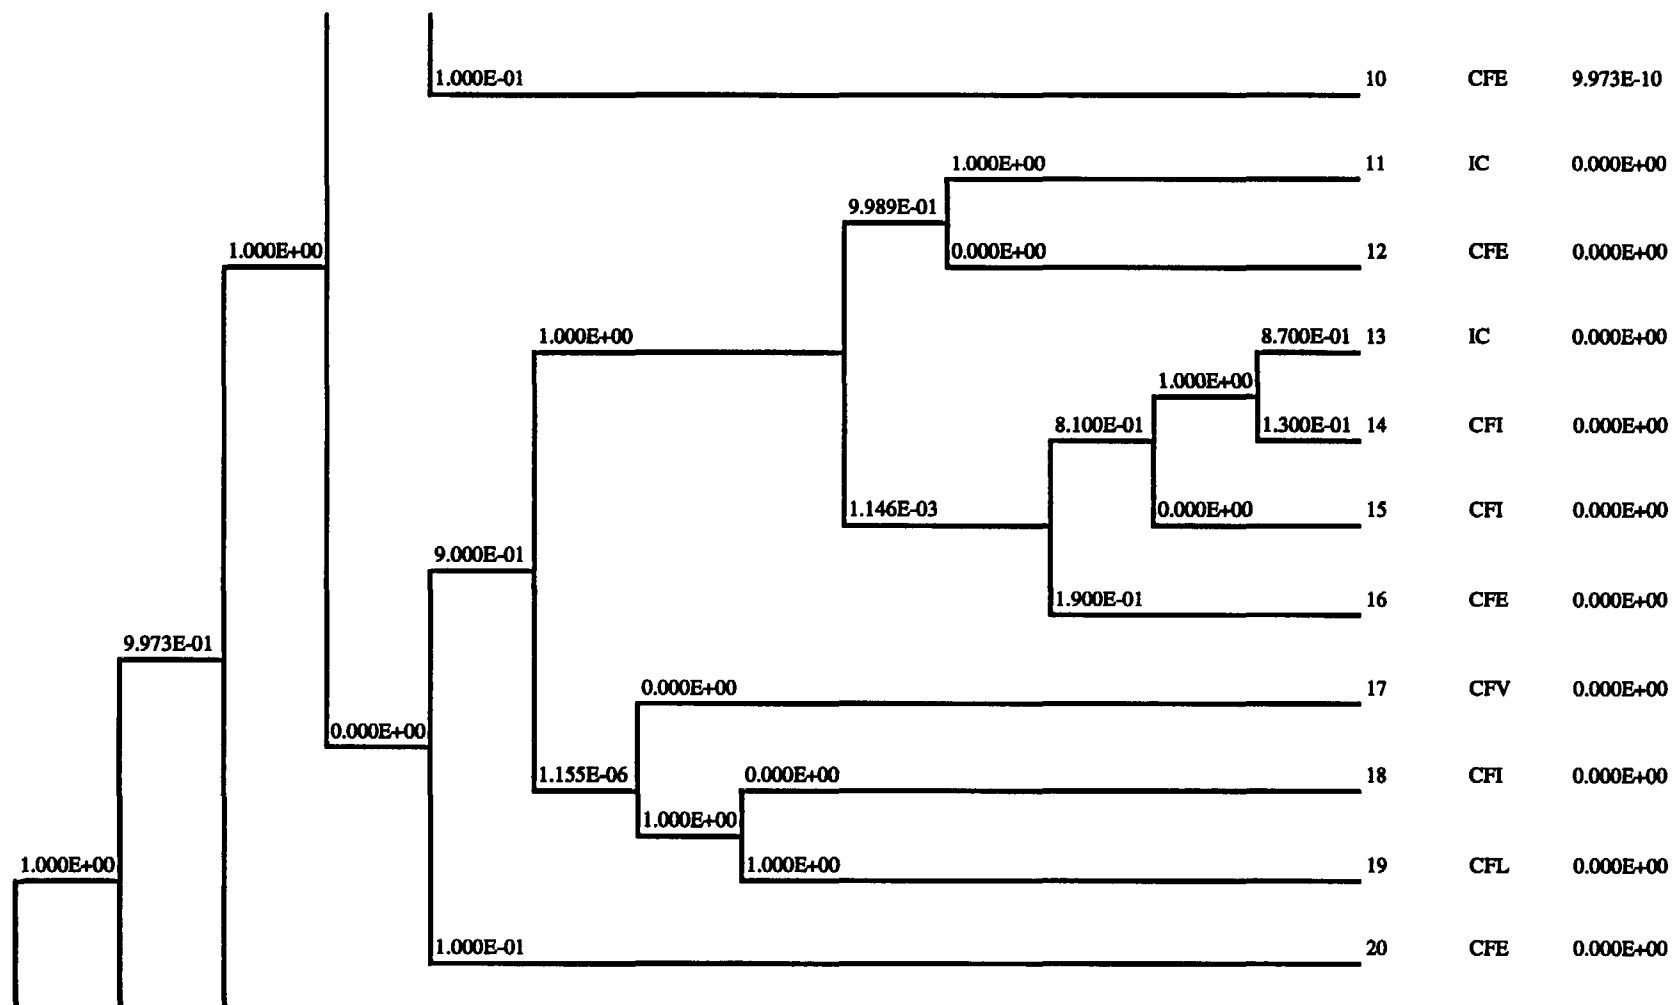 1.000E-01 10 CFE 9.973E-10
1.000E+00 11 IC 0.000E+00
9.989E-01
1.000E+00 0.000E+00 12 CFE 0.000E+00
1.000E+00 8.700E-01 13 IC 0.000E+00
1.000E+00
8.100E-01 1.300E-01 14 CFI 0.000E+00
1.146E-03 0.000E+00 15 CFI 0.000E+00
9.000E-01
1.900E-01 16 CFE 0.000E+00
9.973E-01
0.000E+00 17 CFV 0.000E+00
0.000E+00
1.155E-06 0.000E+00 18 CFI 0.000E+00
1.000E+00
1.000E+00 1.000E+00 19 CFL 0.000E+00
1.000E-01 20 CFE 0.000E+00